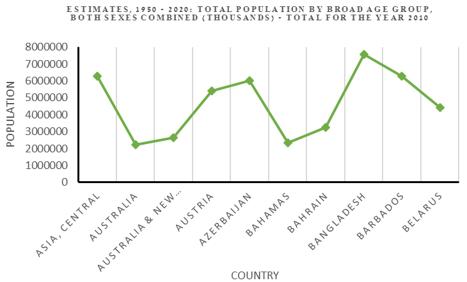 ESTIMATES, 1950 - 2020: TOTAL POPULATION BY BROAD AGE GROUP,
BOTH SEXES COMBINED (THOUSANDS) - TOTAL FOR THE YEAR 2010
POPULATION
8000000
7000000
6000000
5000000
4000000
3000000
2000000
1000000
0
ASIA, CENTRAL
AUSTRALIA
AUSTRALIA & NEW...
AUSTRIA
AZERBAIJAN
BAHAMAS
BAHRAIN
BANGLADESH
BARBADOS
BELARUS
COUNTRY